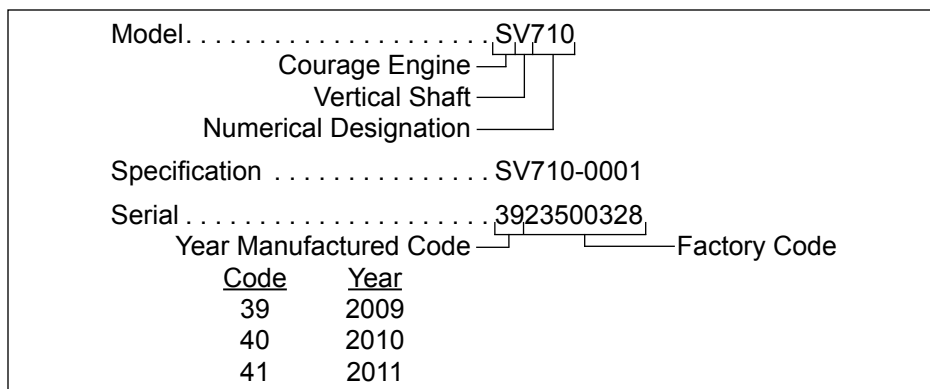 Model. . . . . . . . . . . . . . . . . . . . . SV710
Courage Engine
Vertical Shaft
Numerical Designation
Specification . . . . . . . . . . . . . . . SV710-0001
Serial . . . . . . . . . . . . . . . . . . . . . 3923500328
Year Manufactured Code Factory Code
Code Year
39 2009
40 2010
41 2011